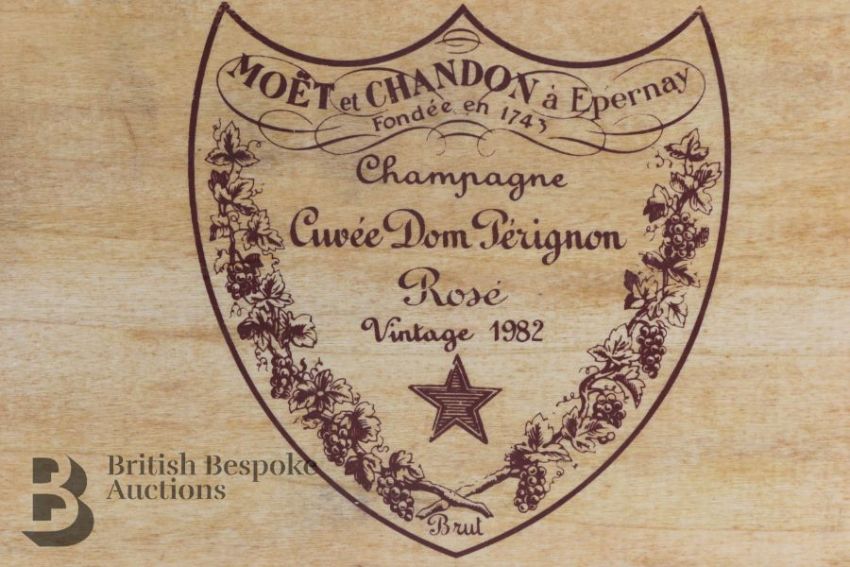 MOËT et CHANDON à Epernay
Fondée en 1743
Champagne
Cuvée Dom Pérignon
Rosé
Vintage 1982
Brut
B
British Bespoke
Auctions